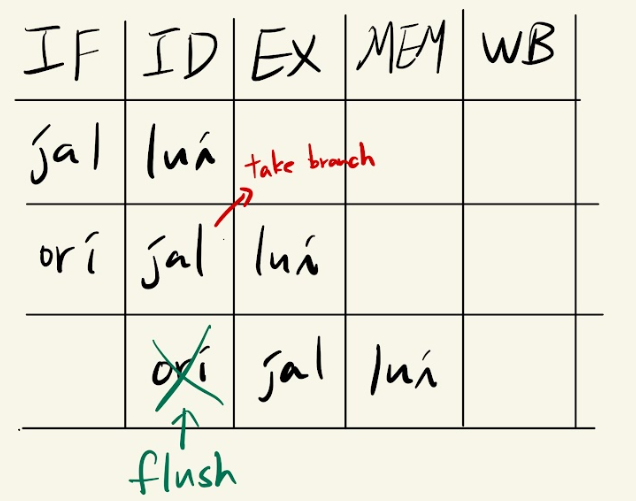 IF ID EX MEM WB
jal lui
take branch
ori jal lui
ori jal lui
flush